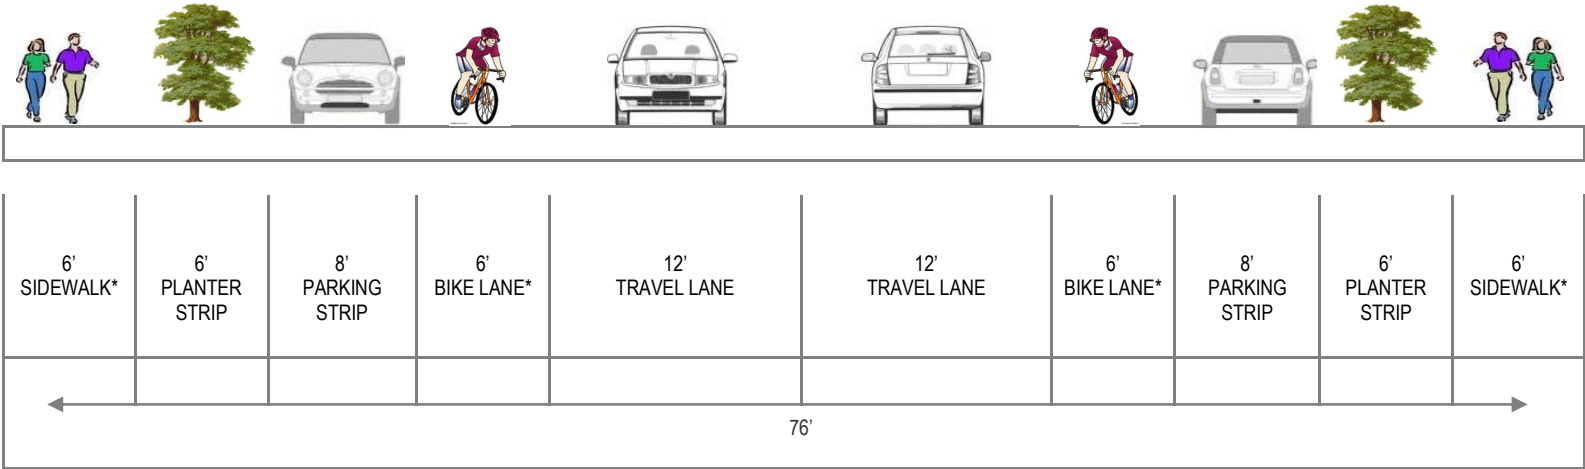 6’
SIDEWALK*
6’
PLANTER
STRIP
8’
PARKING
STRIP
6’
BIKE LANE*
12’
TRAVEL LANE
12’
TRAVEL LANE
6’
BIKE LANE*
8’
PARKING
STRIP
6’
PLANTER
STRIP
6’
SIDEWALK*
76’